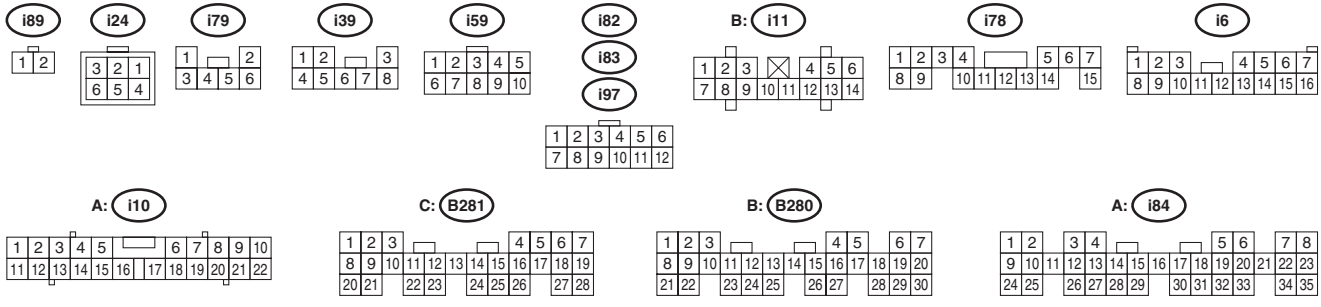 i89
i24
i79
i39
i59
i82
i83
i97
B: i11
i78
i6
1 2
3 2 1
6 5 4
1 2
3 4 5 6
1 2 3
4 5 6 7 8
1 2 3 4 5
6 7 8 9 10
1 2 3 4 5 6
7 8 9 10 11 12
1 2 3 4 5 6
7 8 9 10 11 12 13 14
1 2 3 4 5 6 7
8 9 10 11 12 13 14 15
1 2 3 4 5 6 7
8 9 10 11 12 13 14 15 16
A: i10
C: B281
B: B280
A: i84
1 2 3 4 5 6 7 8 9 10
11 12 13 14 15 16 17 18 19 20 21 22
1 2 3 4 5 6 7
8 9 10 11 12 13 14 15 16 17 18 19
20 21 22 23 24 25 26 27 28
1 2 3 4 5 6 7
8 9 10 11 12 13 14 15 16 17 18 19 20
21 22 23 24 25 26 27 28 29 30
1 2 3 4 5 6 7 8
9 10 11 12 13 14 15 16 17 18 19 20 21 22 23
24 25 26 27 28 29 30 31 32 33 34 35